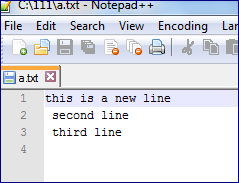 C:\111\a.txt - Notepad++
File Edit Search View Encoding
a.txt
1 this is a new line
2  second line
3  third line
4